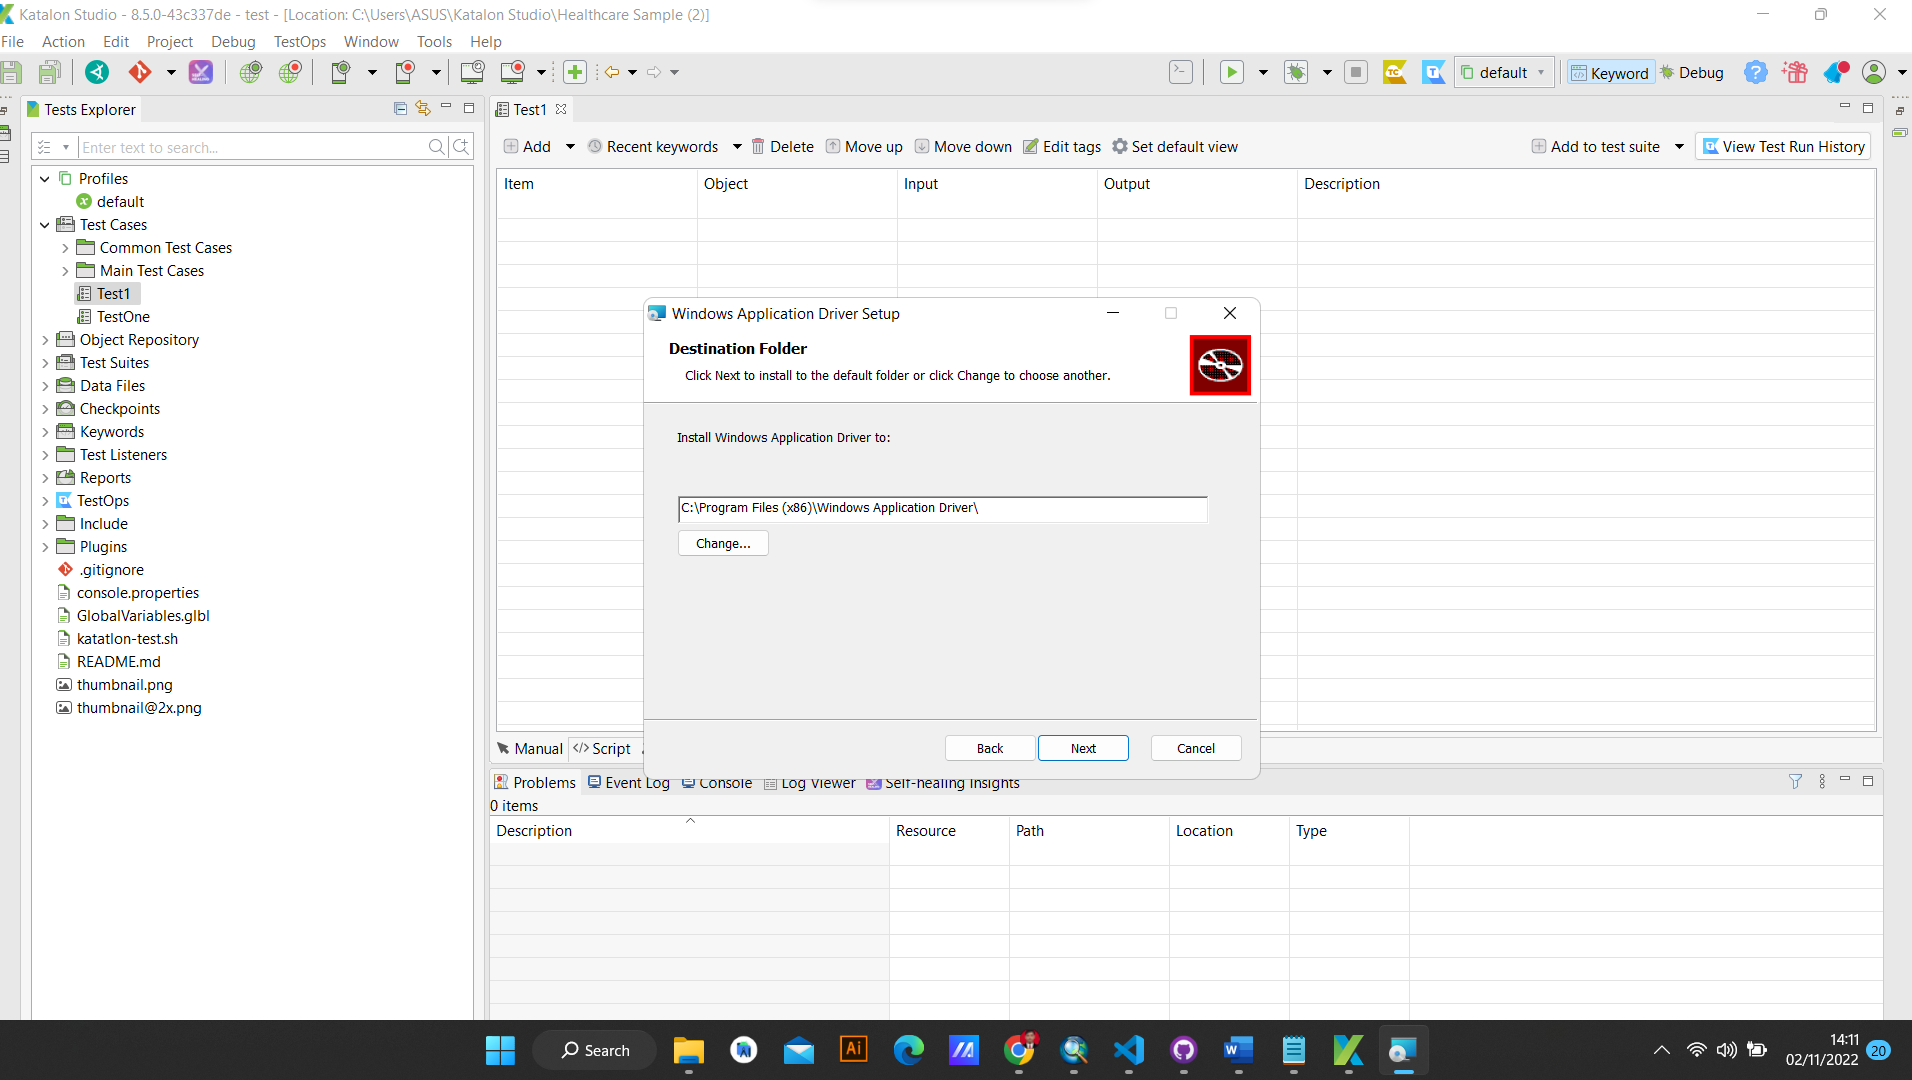 Katalon Studio - 8.5.0-43c337de - test - [Location: C:\Users\ASUS\Katalon Studio\Healthcare Sample (2)]
File Action Edit Project Debug TestOps Window Tools Help
default
Keyword
Debug
Tests Explorer
Test1
Enter text to search...
Add
Recent keywords
Delete
Move up
Move down
Edit tags
Set default view
Add to test suite
View Test Run History
Item Object Input Output Description
Profiles
default
Test Cases
Common Test Cases
Main Test Cases
Test1
TestOne
Object Repository
Test Suites
Data Files
Checkpoints
Keywords
Test Listeners
Reports
TestOps
Include
Plugins
.gitignore
console.properties
GlobalVariables.glbl
katatlon-test.sh
README.md
thumbnail.png
thumbnail@2x.png
Windows Application Driver Setup
Destination Folder
Click Next to install to the default folder or click Change to choose another.
Install Windows Application Driver to:
C:\Program Files (x86)\Windows Application Driver\
Change...
Back Next Cancel
Manual </> Script
Problems Event Log Console Log Viewer Self-healing Insights
0 items
Description Resource Path Location Type
Search
14:11
02/11/2022
20